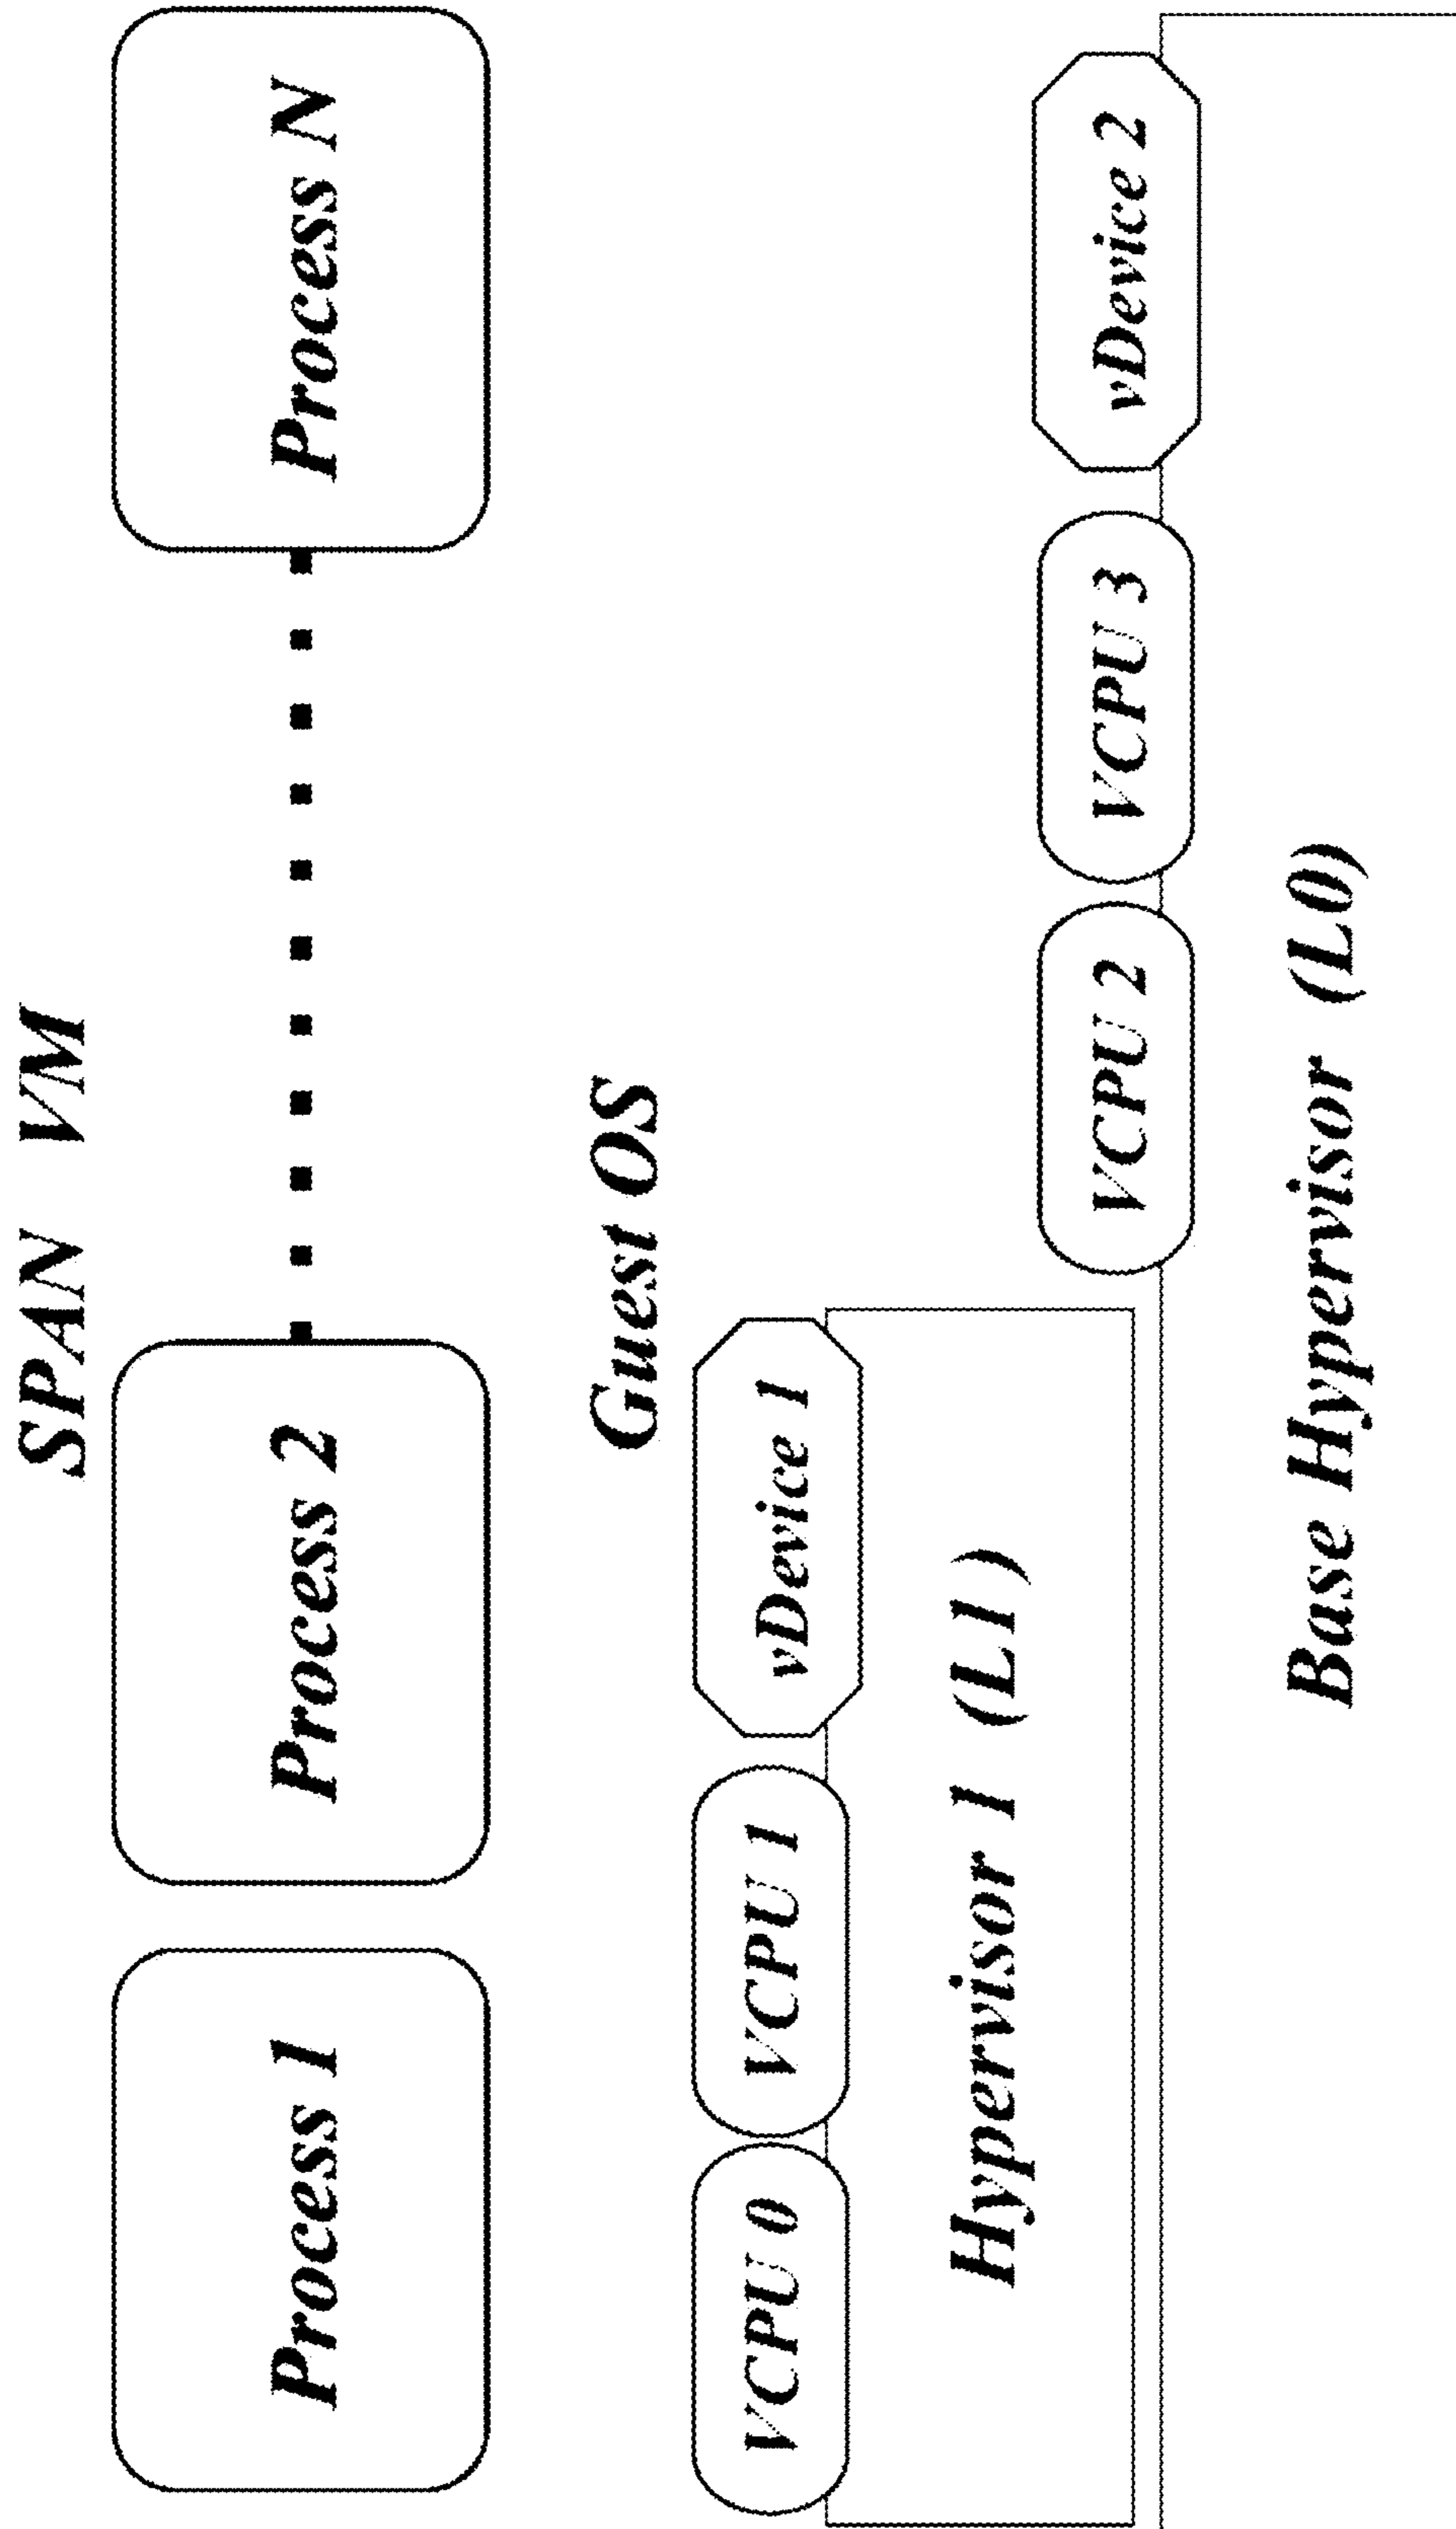 SPAN VM
Process 1
Process 2
Process N
Guest OS
VCPU 0
VCPU 1
vDevice 1
Hypervisor 1 (L1)
VCPU 2
VCPU 3
vDevice 2
Base Hypervisor (L0)